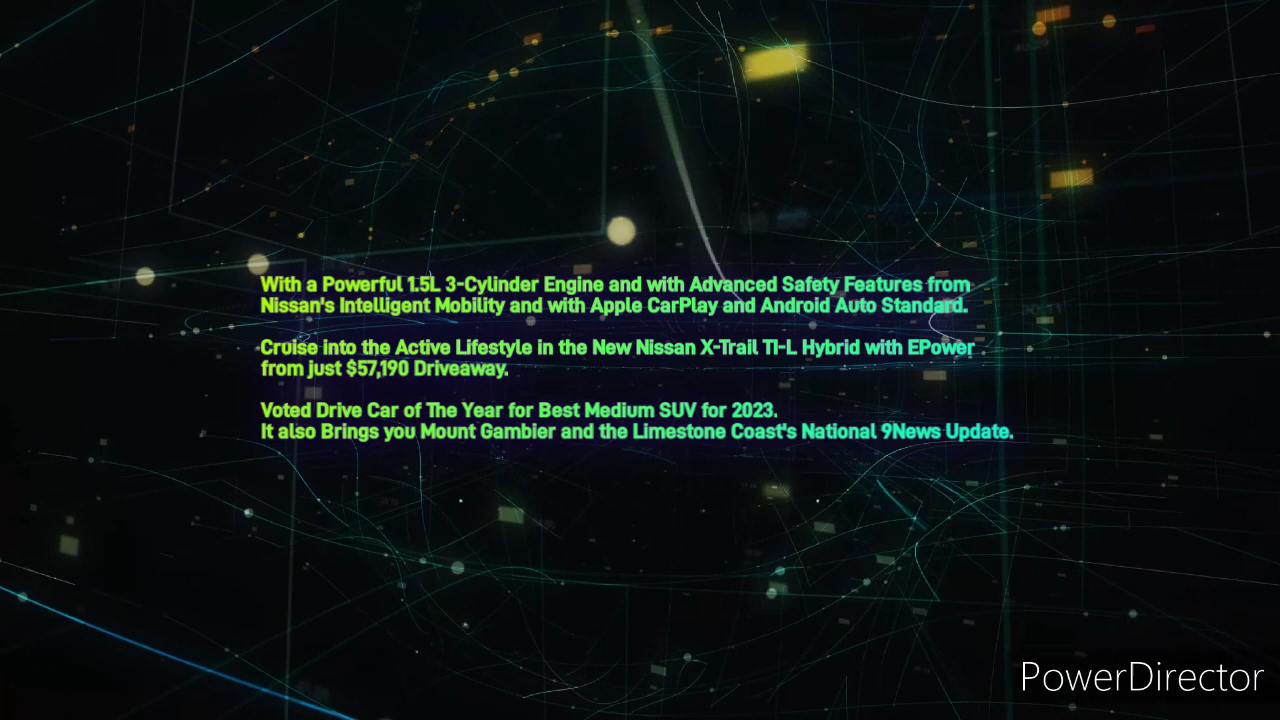 With a Powerful 1.5L 3-Cylinder Engine and with Advanced Safety Features from
Nissan's Intelligent Mobility and with Apple CarPlay and Android Auto Standard.
Cruise into the Active Lifestyle in the New Nissan X-Trail TI-L Hybrid with EPower
from just $57,190 Driveaway.
Voted Drive Car of The Year for Best Medium SUV for 2023.
It also Brings you Mount Gambier and the Limestone Coast's National 9News Update.
PowerDirector